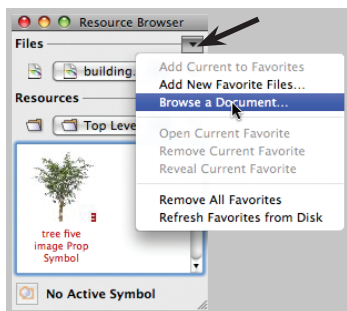 Resource Browser
Files
building.
Add Current to Favorites
Add New Favorite Files...
Browse a Document...
Resources
Top Leve
Open Current Favorite
Remove Current Favorite
Reveal Current Favorite
Remove All Favorites
Refresh Favorites from Disk
tree five
image Prop
Symbol
No Active Symbol